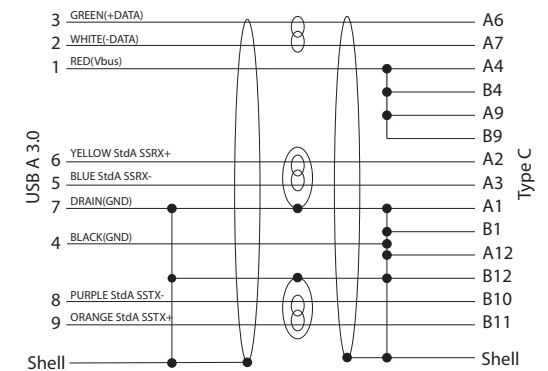 3 GREEN(+DATA) A6
2 WHITE(-DATA) A7
1 RED(Vbus) A4
B4
A9
B9
6 YELLOW StdA SSRX+ A2
5 BLUE StdA SSRX- A3
7 DRAIN(GND) A1
B1
4 BLACK(GND)
A12
B12
8 PURPLE StdA SSTX- B10
9 ORANGE StdA SSTX+ B11
Shell Shell
USB A 3.0
Type C